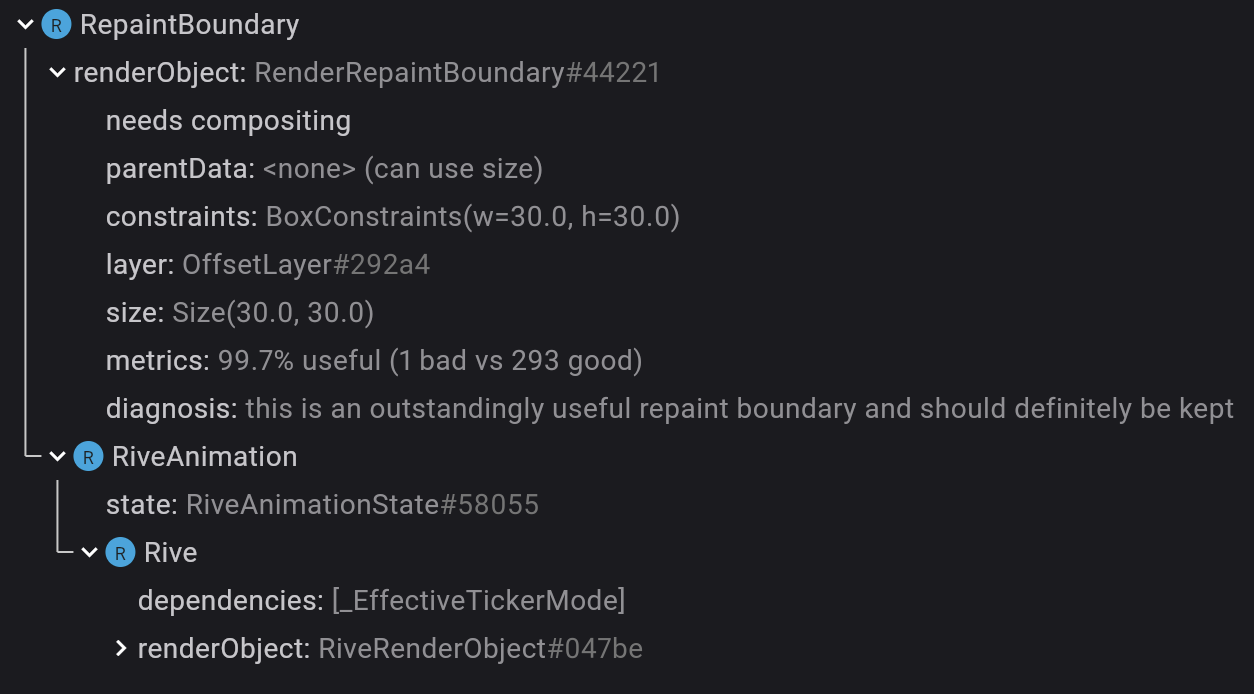 R RepaintBoundary
renderObject: RenderRepaintBoundary#44221
needs compositing
parentData: <none> (can use size)
constraints: BoxConstraints(w=30.0, h=30.0)
layer: OffsetLayer#292a4
size: Size(30.0, 30.0)
metrics: 99.7% useful (1 bad vs 293 good)
diagnosis: this is an outstandingly useful repaint boundary and should definitely be kept
R RiveAnimation
state: RiveAnimationState#58055
R Rive
dependencies: [_EffectiveTickerMode]
renderObject: RiveRenderObject#047be